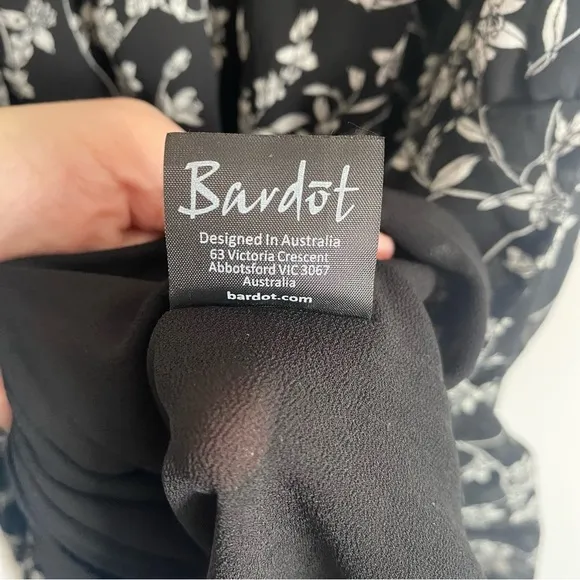 Bardōt
Designed In Australia
63 Victoria Crescent
Abbotsford VIC 3067
Australia
bardot.com